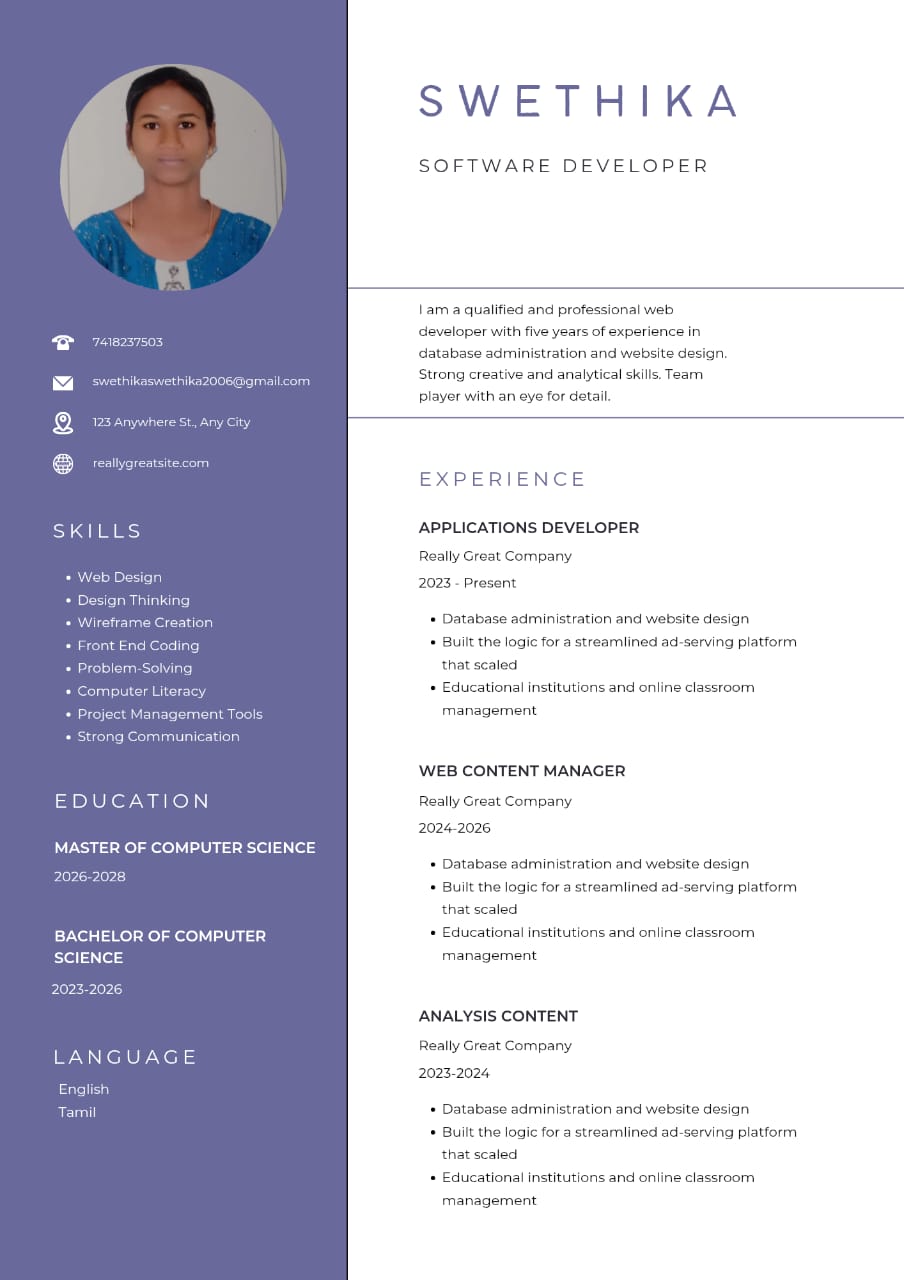 SWETHIKA
SOFTWARE DEVELOPER
7418237503
swethikaswethika2006@gmail.com
123 Anywhere St., Any City
reallygreatsite.com
SKILLS
• Web Design
• Design Thinking
• Wireframe Creation
• Front End Coding
• Problem-Solving
• Computer Literacy
• Project Management Tools
• Strong Communication
EDUCATION
MASTER OF COMPUTER SCIENCE
2026-2028
BACHELOR OF COMPUTER
SCIENCE
2023-2026
LANGUAGE
English
Tamil
I am a qualified and professional web
developer with five years of experience in
database administration and website design.
Strong creative and analytical skills. Team
player with an eye for detail.
EXPERIENCE
APPLICATIONS DEVELOPER
Really Great Company
2023 - Present
• Database administration and website design
• Built the logic for a streamlined ad-serving platform
that scaled
• Educational institutions and online classroom
management
WEB CONTENT MANAGER
Really Great Company
2024-2026
• Database administration and website design
• Built the logic for a streamlined ad-serving platform
that scaled
• Educational institutions and online classroom
management
ANALYSIS CONTENT
Really Great Company
2023-2024
• Database administration and website design
• Built the logic for a streamlined ad-serving platform
that scaled
• Educational institutions and online classroom
management